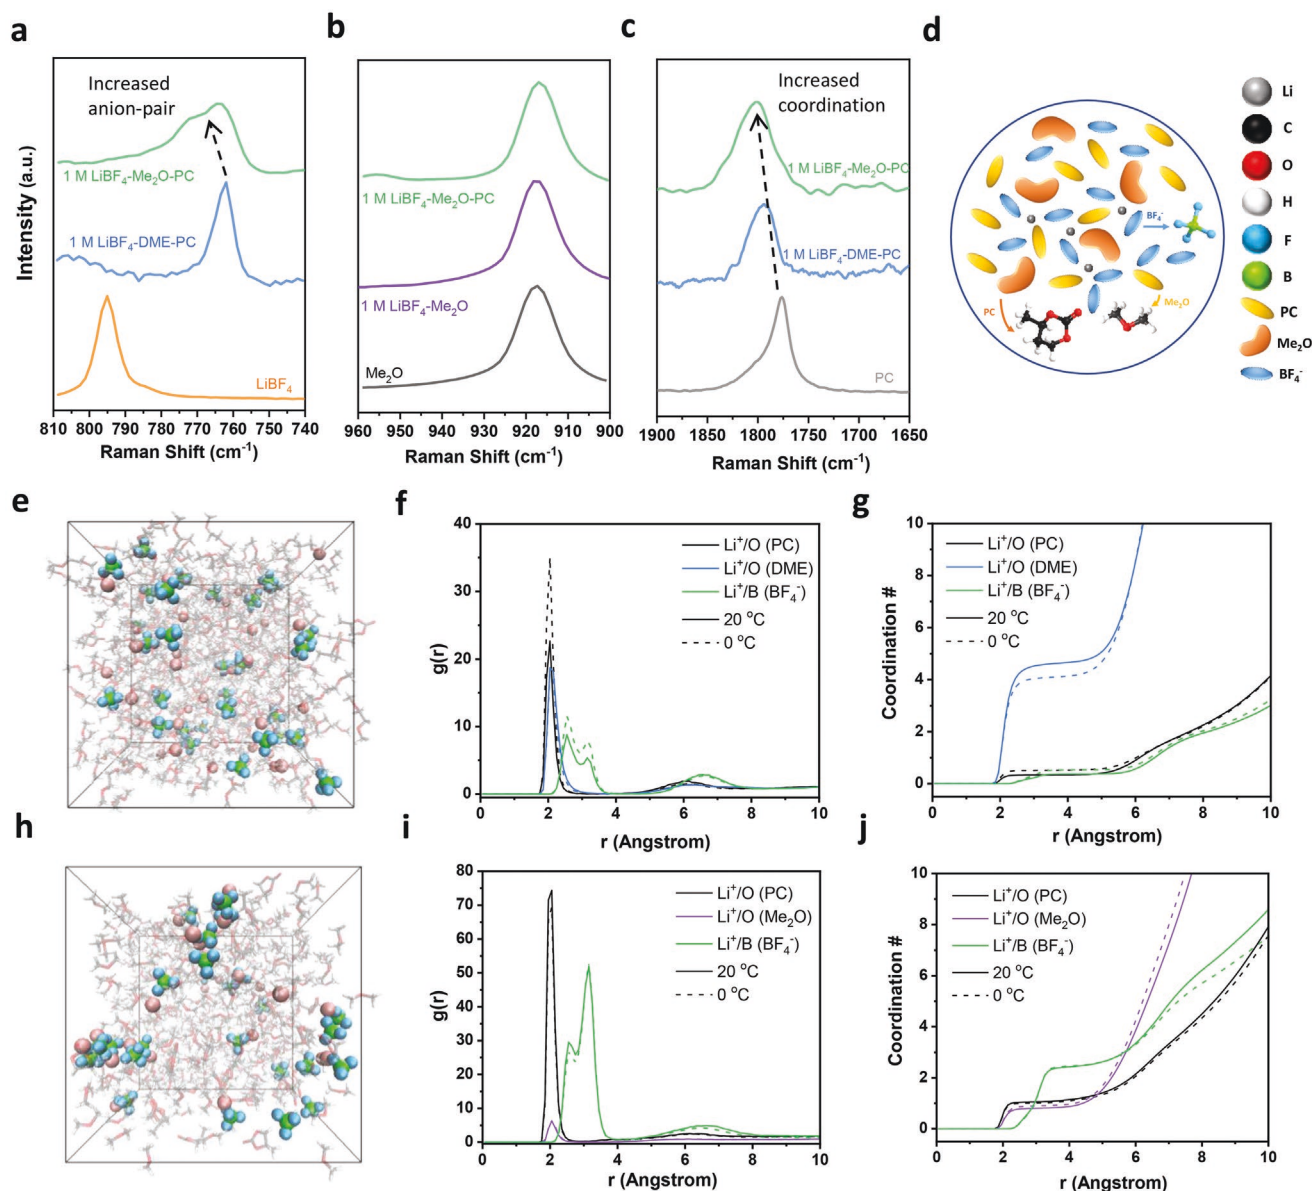 a
Increased
anion-pair
1 M LiBF₄-Me₂O-PC
1 M LiBF₄-DME-PC
LiBF₄
Intensity (a.u.)
810 800 790 780 770 760 750 740
Raman Shift (cm⁻¹)
b
1 M LiBF₄-Me₂O-PC
1 M LiBF₄-Me₂O
Me₂O
960 950 940 930 920 910 900
Raman Shift (cm⁻¹)
c
Increased
coordination
1 M LiBF₄-Me₂O-PC
1 M LiBF₄-DME-PC
PC
1900 1850 1800 1750 1700 1650
Raman Shift (cm⁻¹)
d
BF₄⁻
PC
Me₂O
Li
C
O
H
F
B
PC
Me₂O
BF₄⁻
e
f
40
30
20
10
0
g(r)
Li⁺/O (PC)
Li⁺/O (DME)
Li⁺/B (BF₄⁻)
20 °C
0 °C
0 2 4 6 8 10
r (Angstrom)
g
10
8
6
4
2
0
Coordination #
Li⁺/O (PC)
Li⁺/O (DME)
Li⁺/B (BF₄⁻)
20 °C
0 °C
0 2 4 6 8 10
r (Angstrom)
h
i
80
70
60
50
40
30
20
10
0
g(r)
Li⁺/O (PC)
Li⁺/O (Me₂O)
Li⁺/B (BF₄⁻)
20 °C
0 °C
0 2 4 6 8 10
r (Angstrom)
j
10
8
6
4
2
0
Coordination #
Li⁺/O (PC)
Li⁺/O (Me₂O)
Li⁺/B (BF₄⁻)
20 °C
0 °C
0 2 4 6 8 10
r (Angstrom)